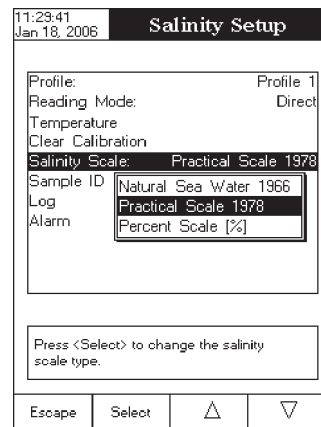 11:29:41
Jan 18, 2006
Salinity Setup
Profile: Profile 1
Reading Mode: Direct
Temperature
Clear Calibration
Salinity Scale: Practical Scale 1978
Sample ID
Natural Sea Water 1966
Log
Practical Scale 1978
Alarm
Percent Scale [%]
Press <Select> to change the salinity
scale type.
Escape Select △ ▽